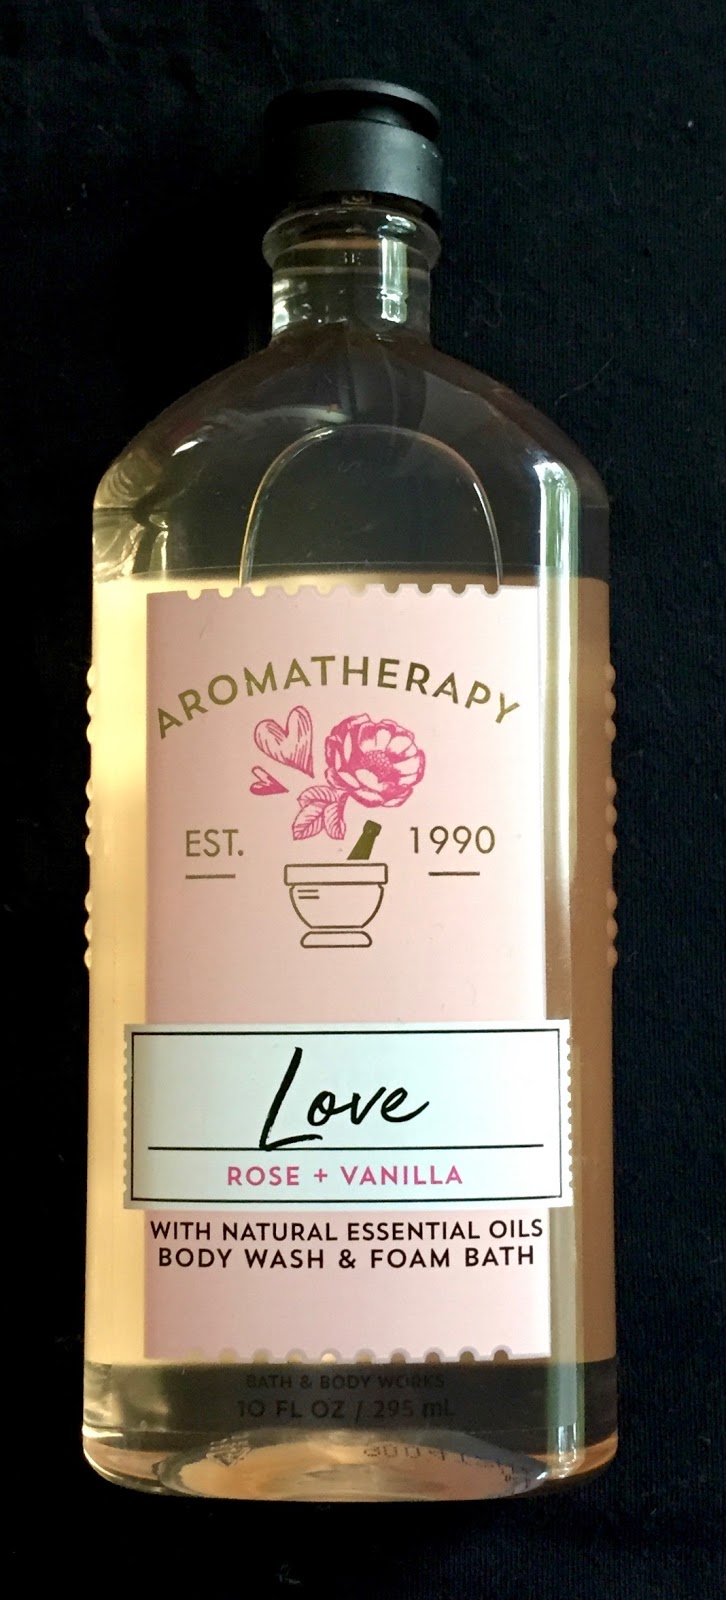 AROMATHERAPY
EST. 1990
Love
ROSE + VANILLA
WITH NATURAL ESSENTIAL OILS
BODY WASH & FOAM BATH
BATH & BODY WORKS
10 FL OZ / 295 mL